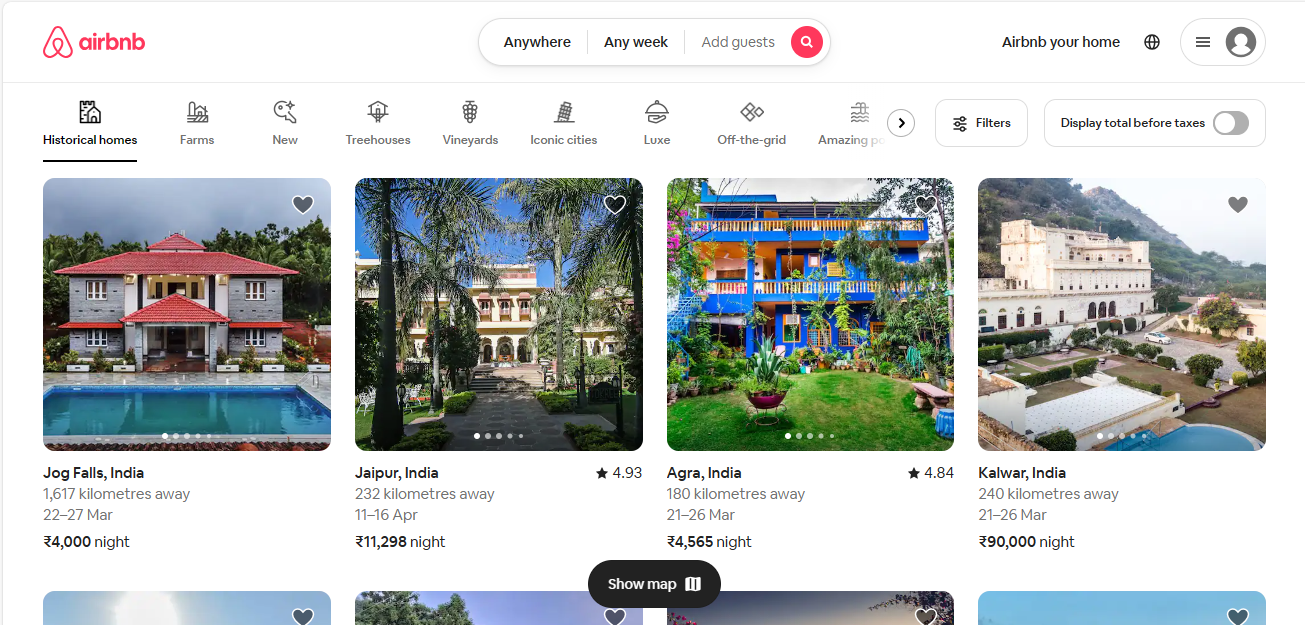 airbnb
Anywhere
Any week
Add guests
Airbnb your home
Historical homes
Farms
New
Treehouses
Vineyards
Iconic cities
Luxe
Off-the-grid
Amazing po
Filters
Display total before taxes
Jog Falls, India
1,617 kilometres away
22–27 Mar
₹4,000 night
Jaipur, India
4.93
232 kilometres away
11–16 Apr
₹11,298 night
Agra, India
4.84
180 kilometres away
21–26 Mar
₹4,565 night
Kalwar, India
240 kilometres away
21–26 Mar
₹90,000 night
Show map